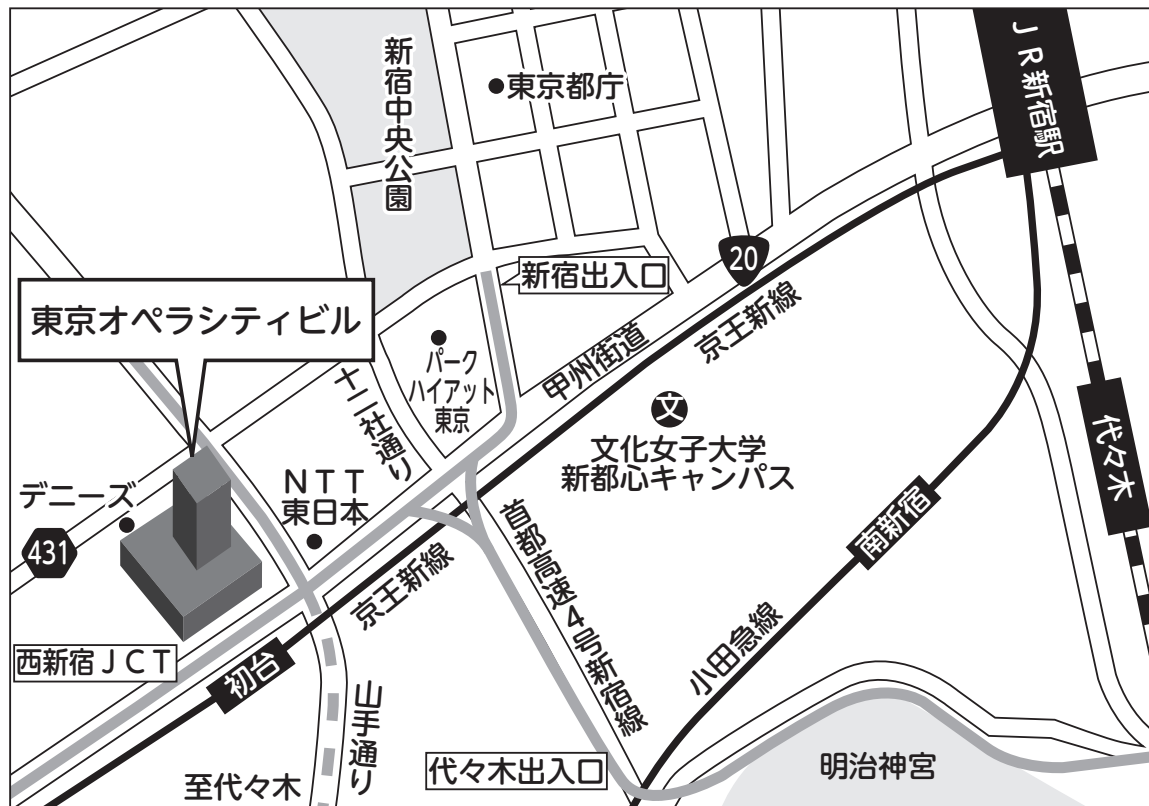 新宿中央公園
東京都庁
JR新宿駅
20
新宿出入口
東京オペラシティビル
パーク
ハイアット
東京
甲州街道
京王新線
十二社通り
文
文化女子大学
新都心キャンパス
代々木
デニーズ
NTT
東日本
431
首都高速4号新宿線
南新宿
京王新線
小田急線
西新宿JCT
初台
山手通り
代々木出入口
明治神宮
至代々木